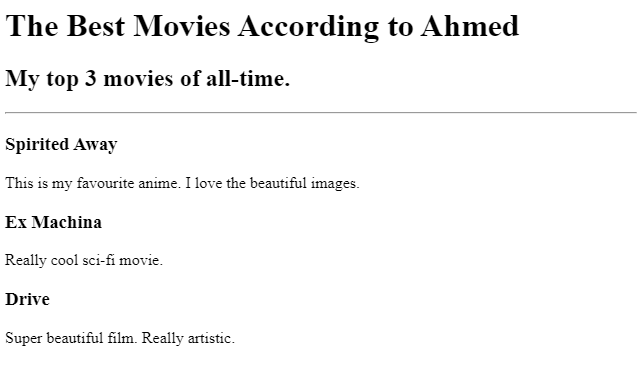 The Best Movies According to Ahmed
My top 3 movies of all-time.
Spirited Away
This is my favourite anime. I love the beautiful images.
Ex Machina
Really cool sci-fi movie.
Drive
Super beautiful film. Really artistic.